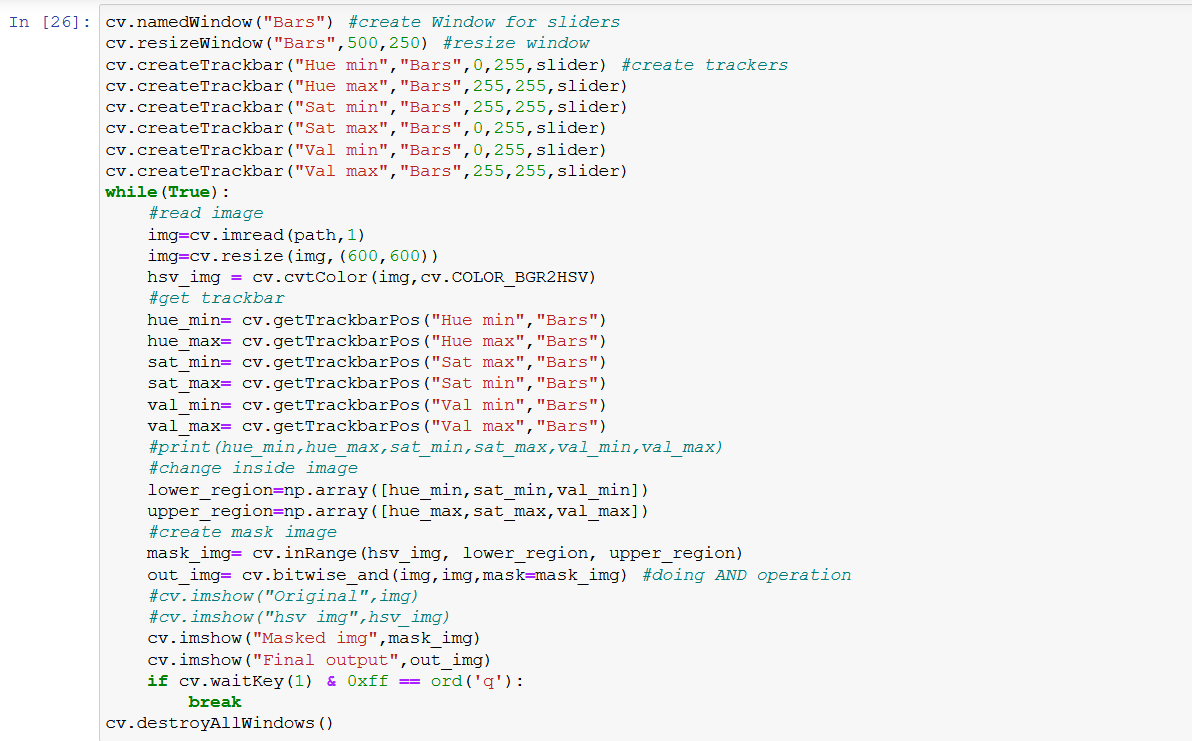 In [26]: cv.namedWindow("Bars") #create Window for sliders
cv.resizeWindow("Bars",500,250) #resize window
cv.createTrackbar("Hue min","Bars",0,255,slider) #create trackers
cv.createTrackbar("Hue max","Bars",255,255,slider)
cv.createTrackbar("Sat min","Bars",255,255,slider)
cv.createTrackbar("Sat max","Bars",0,255,slider)
cv.createTrackbar("Val min","Bars",0,255,slider)
cv.createTrackbar("Val max","Bars",255,255,slider)
while(True):
    #read image
    img=cv.imread(path,1)
    img=cv.resize(img,(600,600))
    hsv_img = cv.cvtColor(img,cv.COLOR_BGR2HSV)
    #get trackbar
    hue_min= cv.getTrackbarPos("Hue min","Bars")
    hue_max= cv.getTrackbarPos("Hue max","Bars")
    sat_min= cv.getTrackbarPos("Sat max","Bars")
    sat_max= cv.getTrackbarPos("Sat min","Bars")
    val_min= cv.getTrackbarPos("Val min","Bars")
    val_max= cv.getTrackbarPos("Val max","Bars")
    #print(hue_min,hue_max,sat_min,sat_max,val_min,val_max)
    #change inside image
    lower_region=np.array([hue_min,sat_min,val_min])
    upper_region=np.array([hue_max,sat_max,val_max])
    #create mask image
    mask_img= cv.inRange(hsv_img, lower_region, upper_region)
    out_img= cv.bitwise_and(img,img,mask=mask_img) #doing AND operation
    #cv.imshow("Original",img)
    #cv.imshow("hsv img",hsv_img)
    cv.imshow("Masked img",mask_img)
    cv.imshow("Final output",out_img)
    if cv.waitKey(1) & 0xff == ord('q'):
        break
cv.destroyAllWindows()